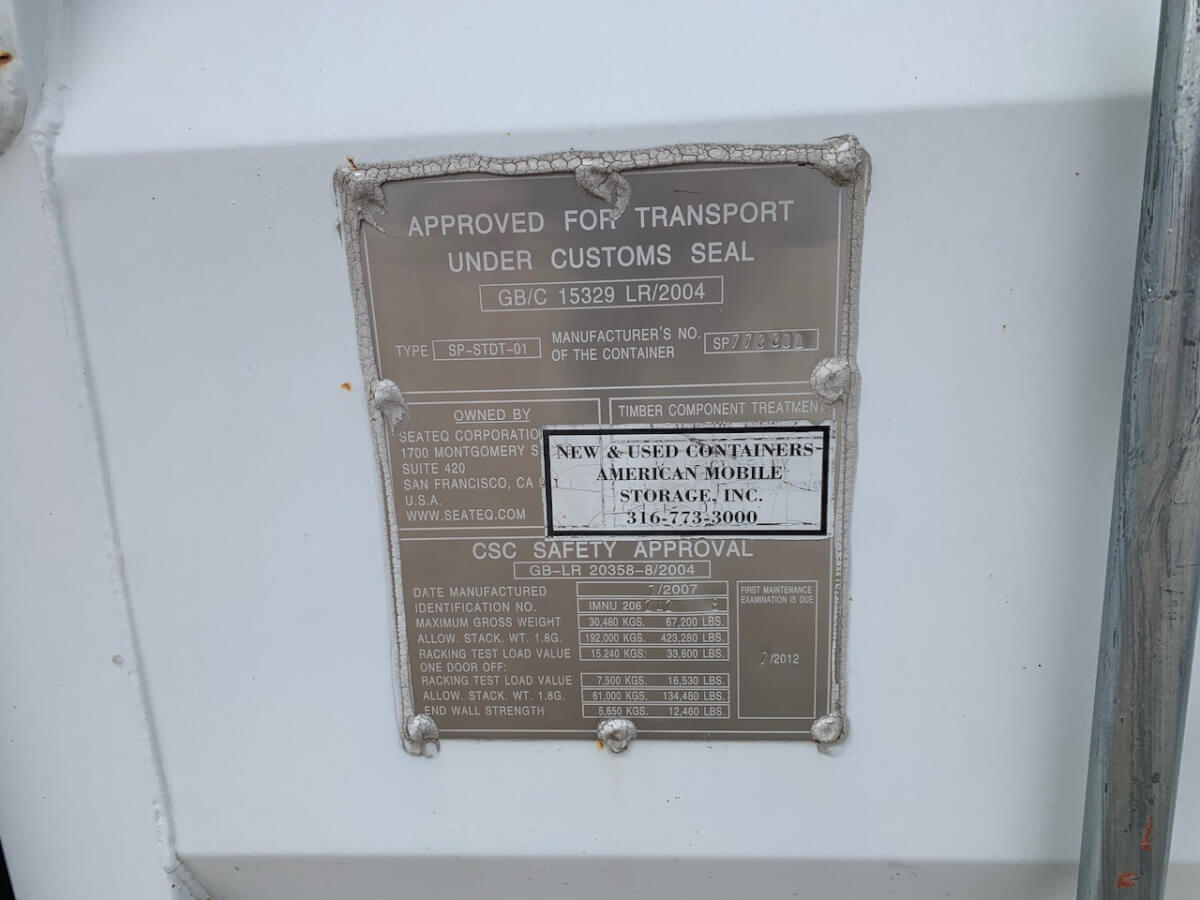 APPROVED FOR TRANSPORT
UNDER CUSTOMS SEAL
GB/C 15329 LR/2004
TYPE SP-STDT-01
MANUFACTURER'S NO.
OF THE CONTAINER
SP
OWNED BY
SEATEQ CORPORATIO
1700 MONTGOMERY S
SUITE 420
SAN FRANCISCO, CA
U.S.A.
WWW.SEATEQ.COM
TIMBER COMPONENT TREATMENT
NEW & USED CONTAINERS
AMERICAN MOBILE
STORAGE, INC.
316-773-3000
CSC SAFETY APPROVAL
GB-LR 20358-8/2004
DATE MANUFACTURED /2007
IDENTIFICATION NO. IMNU 206
MAXIMUM GROSS WEIGHT 30,480 KGS. 67,200 LBS.
ALLOW. STACK. WT. 1.8G. 192,000 KGS. 423,280 LBS.
RACKING TEST LOAD VALUE 15,240 KGS. 33,600 LBS.
ONE DOOR OFF:
RACKING TEST LOAD VALUE 7,500 KGS. 16,530 LBS.
ALLOW. STACK. WT. 1.8G. 61,000 KGS. 134,480 LBS.
END WALL STRENGTH 5,650 KGS. 12,460 LBS.
FIRST MAINTENANCE
EXAMINATION IS DUE
/2012